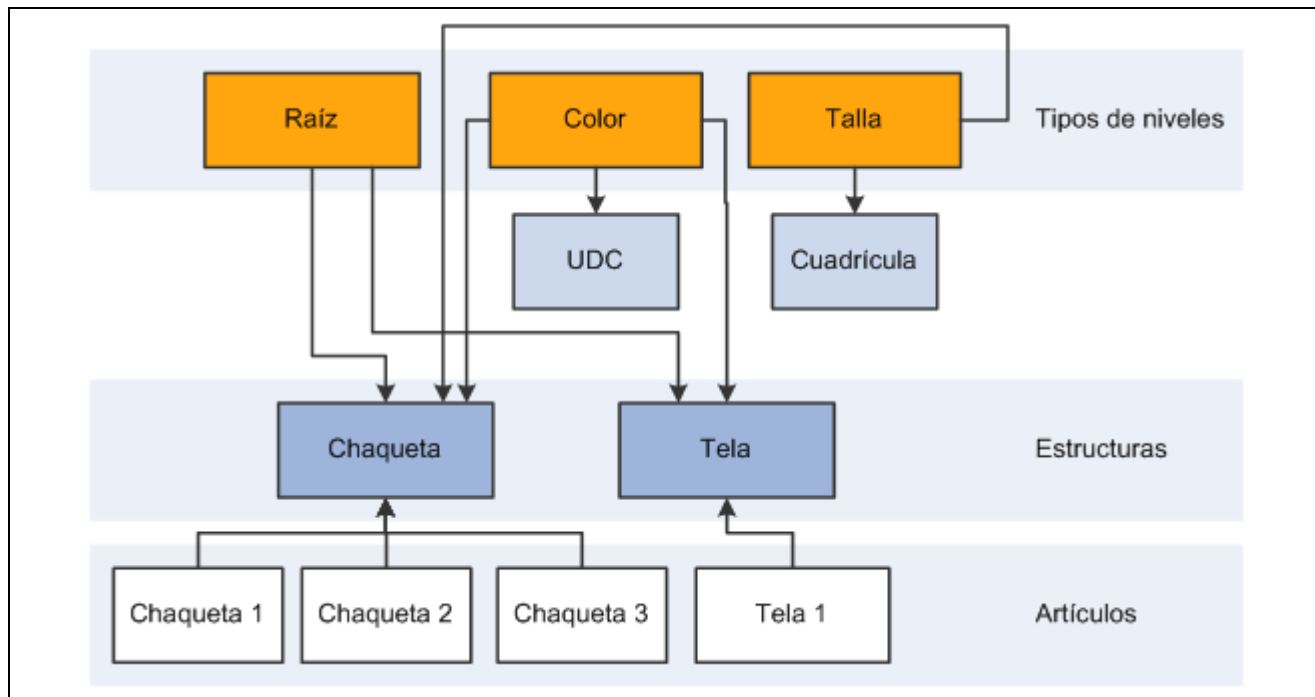 Raíz
Color
Talla
Tipos de niveles
UDC
Cuadrícula
Chaqueta
Tela
Estructuras
Chaqueta 1
Chaqueta 2
Chaqueta 3
Tela 1
Artículos